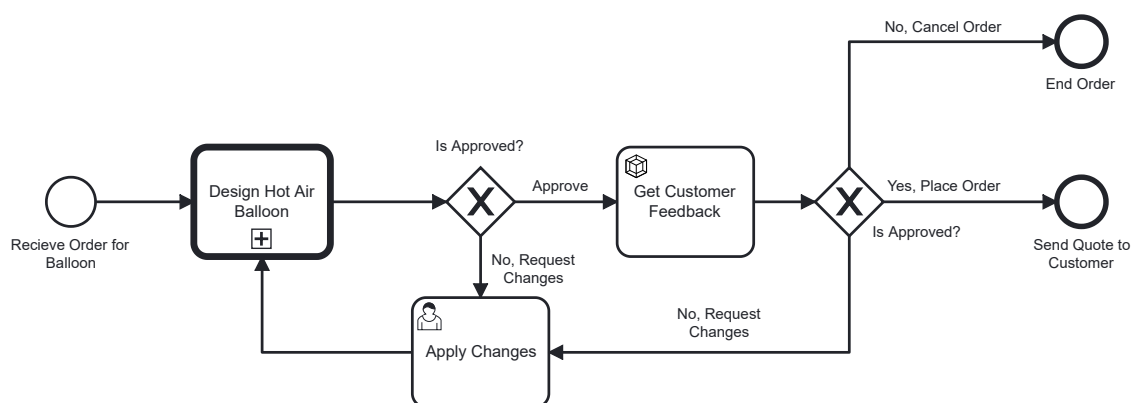 No, Cancel Order
End Order
Is Approved?
Design Hot Air
Balloon
Approve
Get Customer
Feedback
Yes, Place Order
Is Approved?
Recieve Order for
Balloon
Send Quote to
Customer
No, Request
Changes
No, Request
Changes
Apply Changes